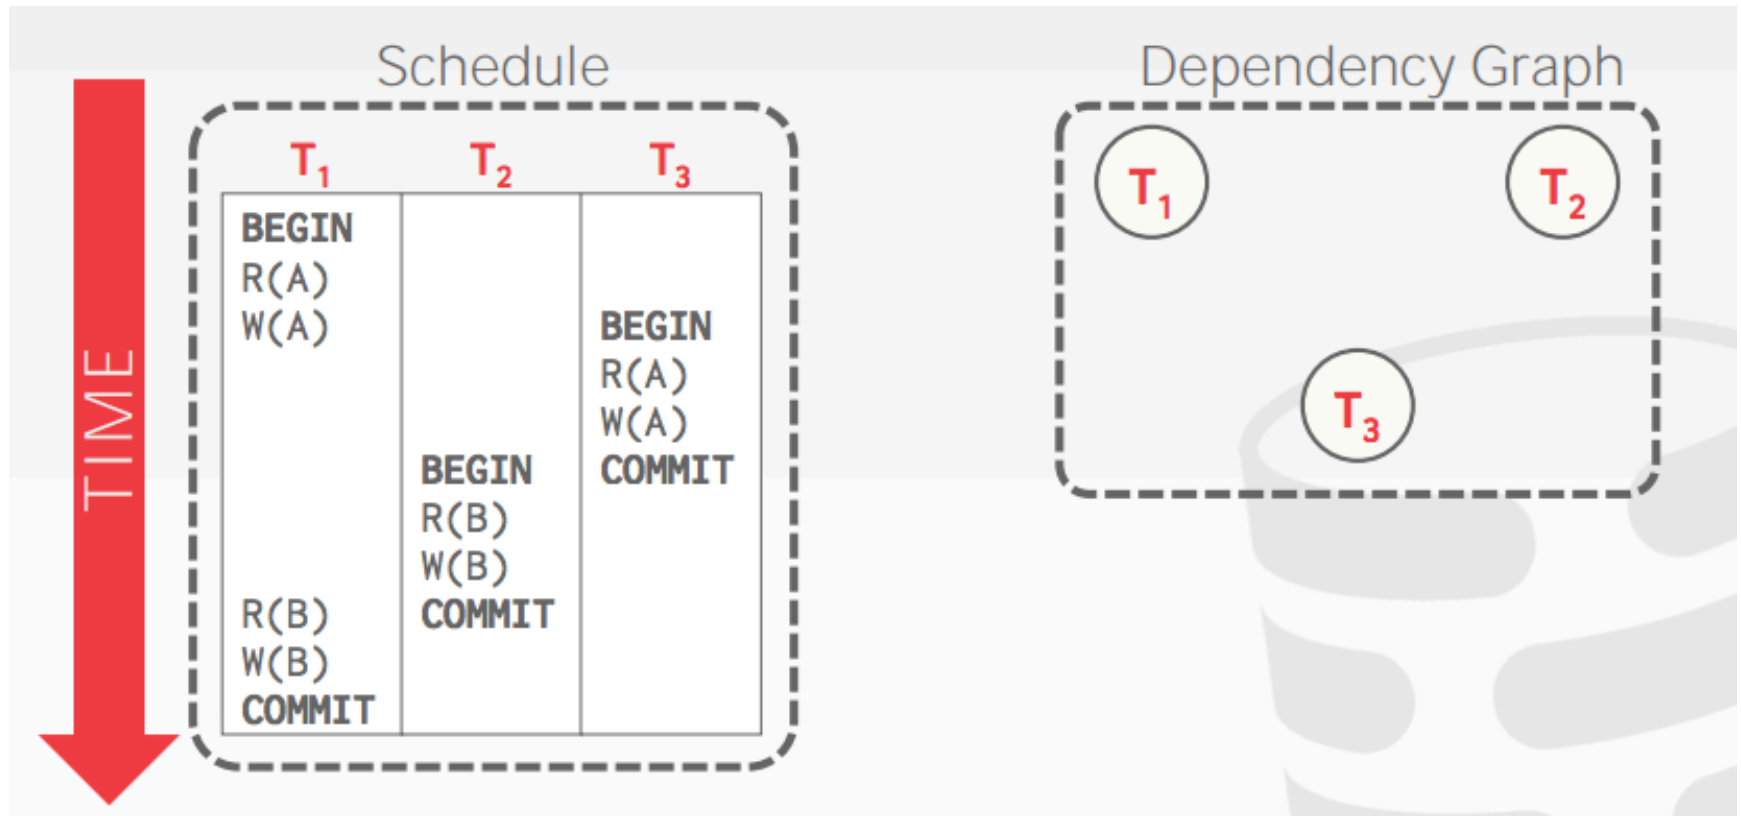 Schedule
Dependency Graph
TIME
T1 T2 T3
BEGIN
R(A)
W(A) BEGIN
R(A)
W(A)
BEGIN COMMIT
R(B)
W(B)
R(B) COMMIT
W(B)
COMMIT
T1
T2
T3